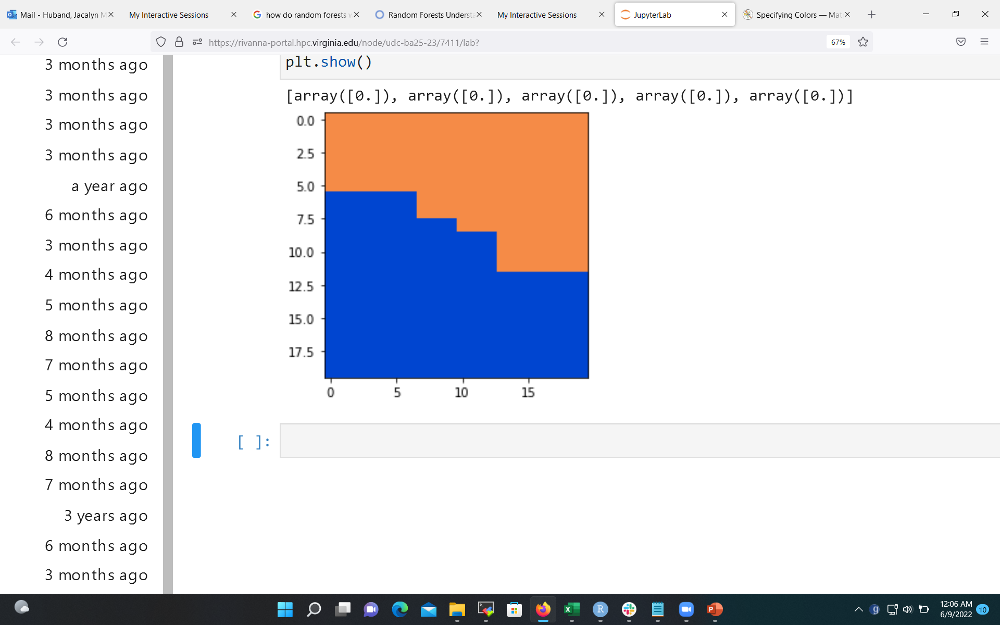 Mail - Huband, Jacalyn M
My Interactive Sessions
how do random forests w
Random Forests Understa
My Interactive Sessions
JupyterLab
Specifying Colors — Mat
https://rivanna-portal.hpc.virginia.edu/node/udc-ba25-23/7411/lab?
67%
3 months ago
3 months ago
3 months ago
3 months ago
a year ago
6 months ago
3 months ago
4 months ago
5 months ago
8 months ago
7 months ago
5 months ago
4 months ago
8 months ago
7 months ago
3 years ago
6 months ago
3 months ago
plt.show()
[array([0.]), array([0.]), array([0.]), array([0.]), array([0.])]
0.0
2.5
5.0
7.5
10.0
12.5
15.0
17.5
0 5 10 15
[ ]:
12:06 AM
6/9/2022
10